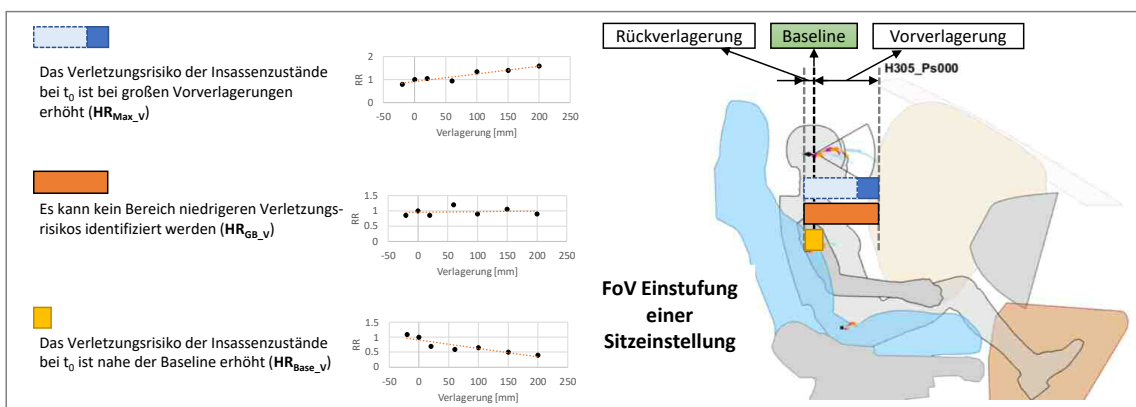 Das Verletzungsrisiko der Insassenzustände
bei t0 ist bei großen Vorverlagerungen
erhöht (HRMax_V)
RR
2
1
0
-50 0 50 100 150 200 250
Verlagerung [mm]
Es kann kein Bereich niedrigeren Verletzungs-
risikos identifiziert werden (HRGB_V)
RR
1.5
1
0.5
0
-50 0 50 100 150 200 250
Verlagerung [mm]
Das Verletzungsrisiko der Insassenzustände
bei t0 ist nahe der Baseline erhöht (HRBase_V)
RR
1.5
1
0.5
0
-50 0 50 100 150 200 250
Verlagerung [mm]
Rückverlagerung
Baseline
Vorverlagerung
H305_Ps000
FoV Einstufung
einer
Sitzeinstellung